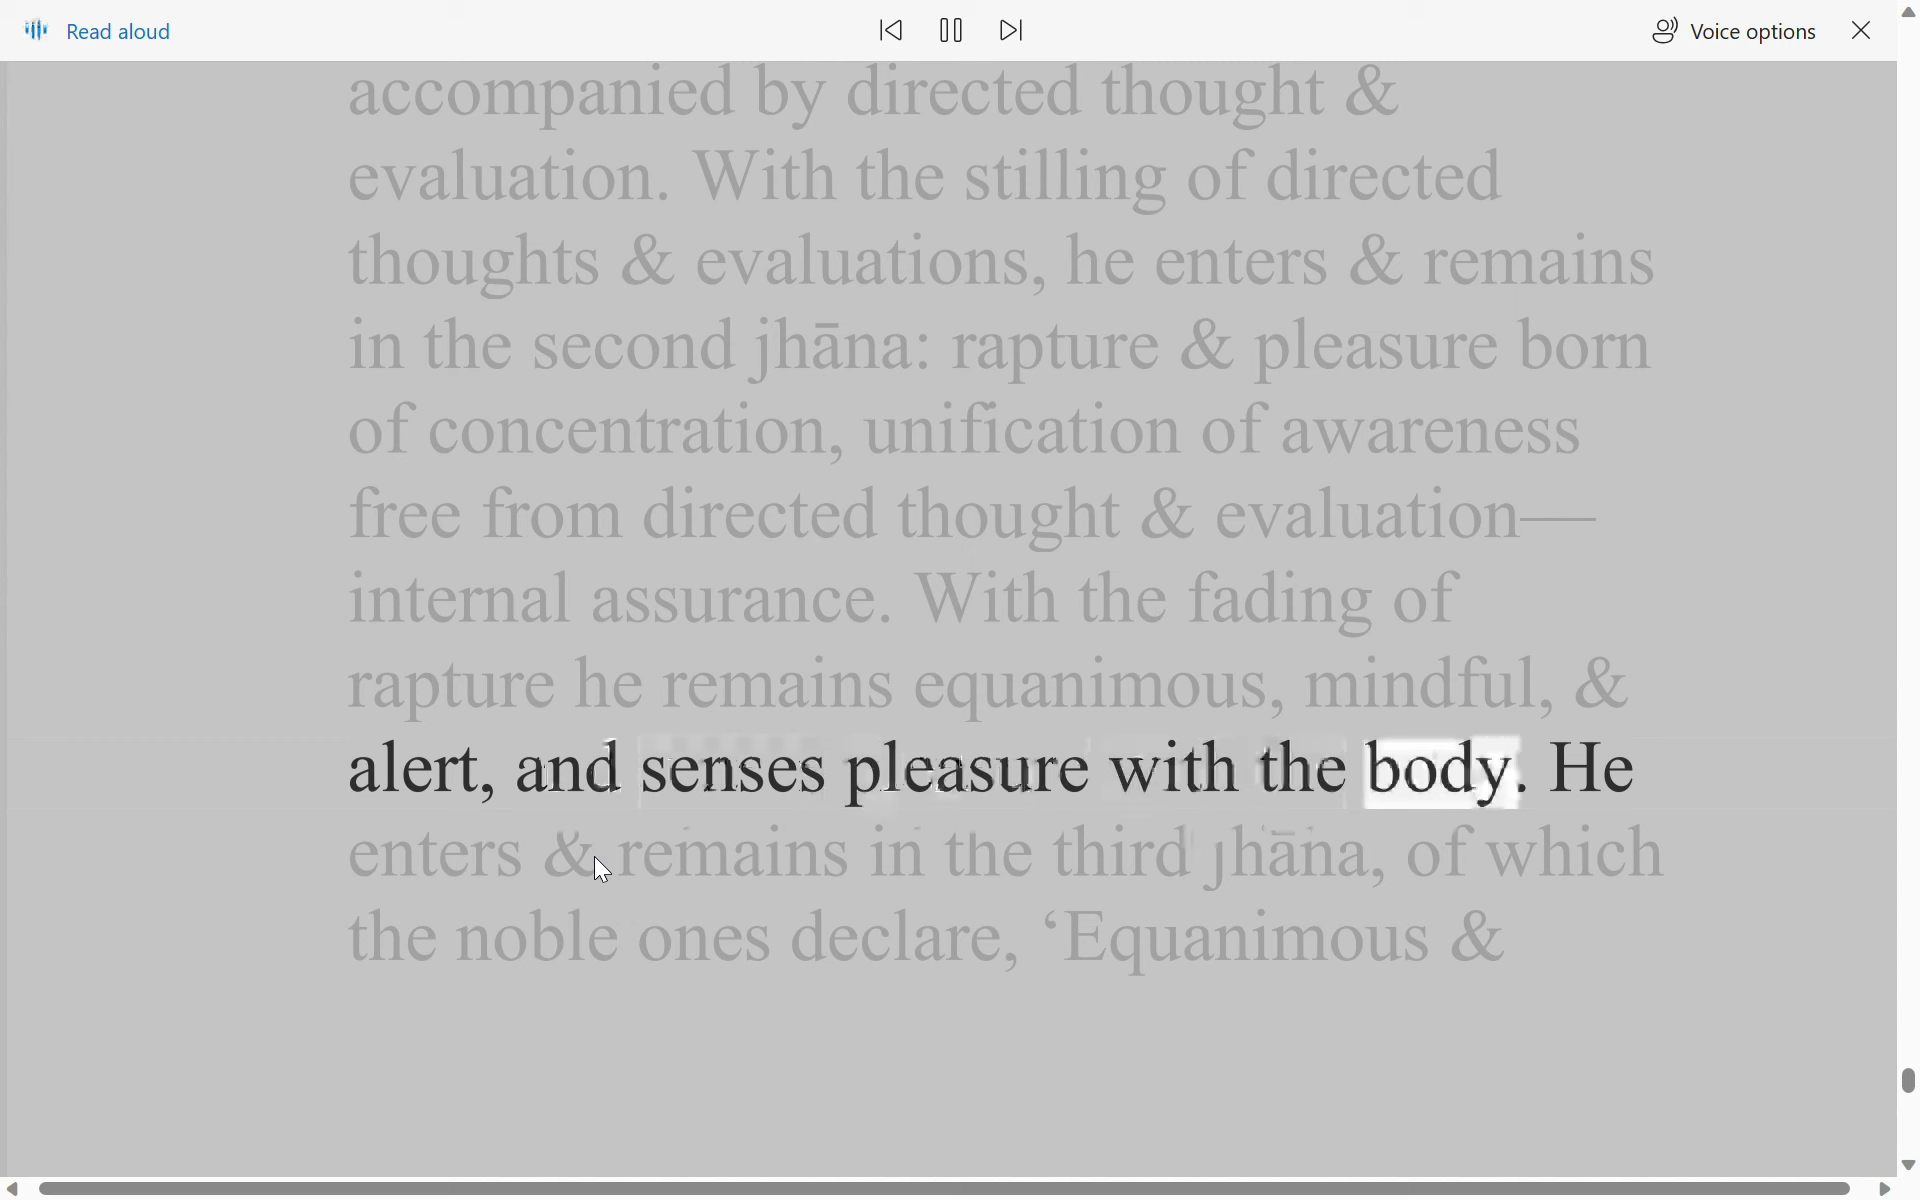 Read aloud
Voice options
accompanied by directed thought &
evaluation. With the stilling of directed
thoughts & evaluations, he enters & remains
in the second jhāna: rapture & pleasure born
of concentration, unification of awareness
free from directed thought & evaluation—
internal assurance. With the fading of
rapture he remains equanimous, mindful, &
alert, and senses pleasure with the body. He
enters & remains in the third jhāna, of which
the noble ones declare, ‘Equanimous &